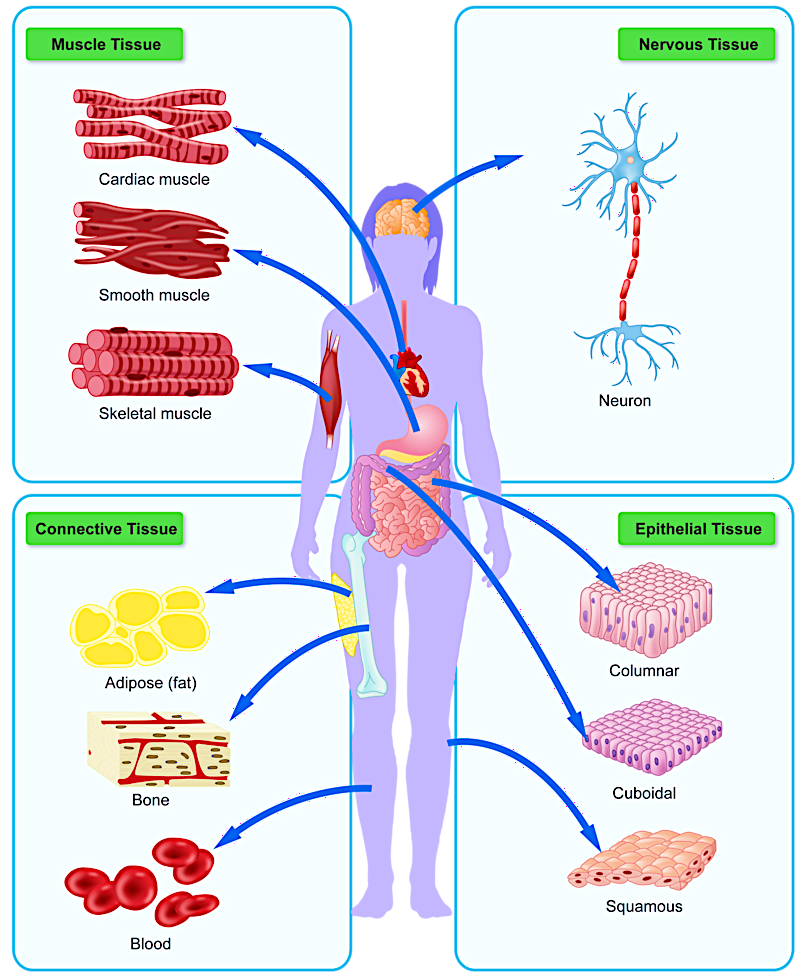 Muscle Tissue
Cardiac muscle
Smooth muscle
Skeletal muscle
Nervous Tissue
Neuron
Connective Tissue
Adipose (fat)
Bone
Blood
Epithelial Tissue
Columnar
Cuboidal
Squamous